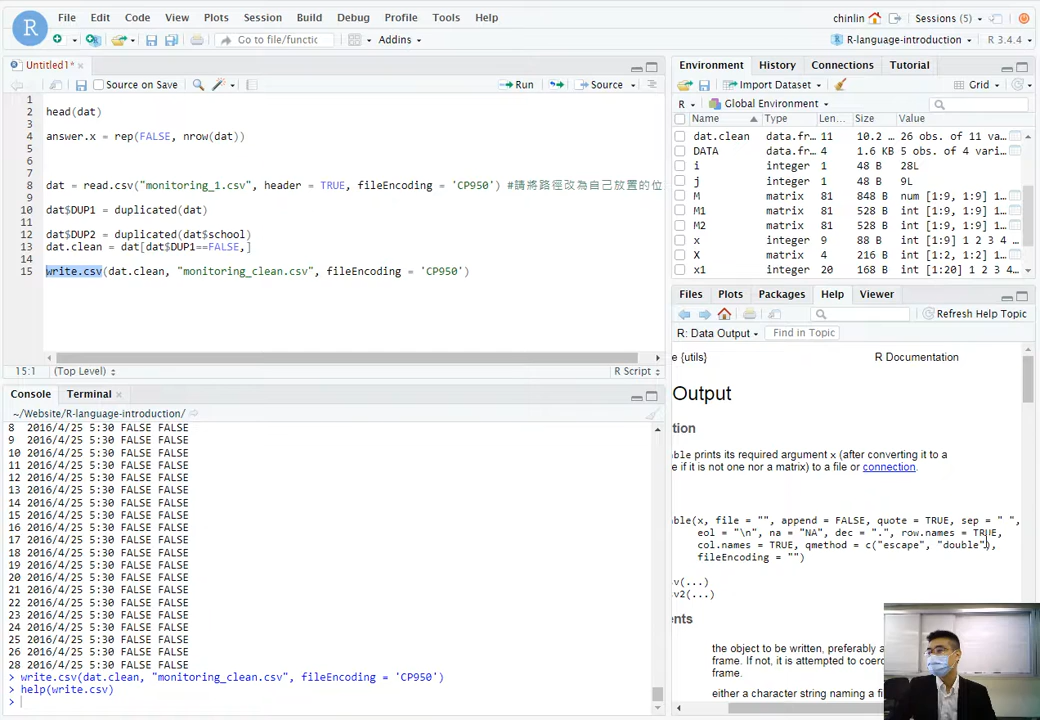 File Edit Code View Plots Session Build Debug Profile Tools Help
chinlin Sessions (5)
Go to file/functic Addins
R-language-introduction R 3.4.4
Untitled1*
Source on Save Run Source
1
2 head(dat)
3
4 answer.x = rep(FALSE, nrow(dat))
5
6
7
8 dat = read.csv("monitoring_1.csv", header = TRUE, fileEncoding = 'CP950') #請將路徑改為自己放置的位
9
10 dat$DUP1 = duplicated(dat)
11
12 dat$DUP2 = duplicated(dat$school)
13 dat.clean = dat[dat$DUP1==FALSE,]
14
15 write.csv(dat.clean, "monitoring_clean.csv", fileEncoding = 'CP950')
15:1 (Top Level) R Script
Console Terminal
~/Website/R-language-introduction/
8 2016/4/25 5:30 FALSE FALSE
9 2016/4/25 5:30 FALSE FALSE
10 2016/4/25 5:30 FALSE FALSE
11 2016/4/25 5:30 FALSE FALSE
12 2016/4/25 5:30 FALSE FALSE
13 2016/4/25 5:30 FALSE FALSE
14 2016/4/25 5:30 FALSE FALSE
15 2016/4/25 5:30 FALSE FALSE
16 2016/4/25 5:30 FALSE FALSE
17 2016/4/25 5:30 FALSE FALSE
18 2016/4/25 5:30 FALSE FALSE
19 2016/4/25 5:30 FALSE FALSE
20 2016/4/25 5:30 FALSE FALSE
21 2016/4/25 5:30 FALSE FALSE
22 2016/4/25 5:30 FALSE FALSE
23 2016/4/25 5:30 FALSE FALSE
24 2016/4/25 5:30 FALSE FALSE
25 2016/4/25 5:30 FALSE FALSE
26 2016/4/25 5:30 FALSE FALSE
28 2016/4/25 5:30 FALSE FALSE
> write.csv(dat.clean, "monitoring_clean.csv", fileEncoding = 'CP950')
> help(write.csv)
>
Environment History Connections Tutorial
Import Dataset Grid
R Global Environment
Name Type Len... Size Value
dat.clean data.fr... 11 10.2 ... 26 obs. of 11 va...
DATA data.fr... 4 1.6 KB 5 obs. of 4 vari...
i integer 1 48 B 28L
j integer 1 48 B 9L
M matrix 81 848 B num [1:9, 1:9] 1...
M1 matrix 81 528 B int [1:9, 1:9] 1...
M2 matrix 81 528 B int [1:9, 1:9] 1...
x integer 9 88 B int [1:9] 1 2 3 4 ...
X matrix 4 216 B int [1:2, 1:2] 1...
x1 integer 20 168 B int [1:20] 1 2 3 4...
Files Plots Packages Help Viewer
Refresh Help Topic
R: Data Output Find in Topic
e {utils} R Documentation
Output
tion
ble prints its required argument x (after converting it to a
e if it is not one nor a matrix) to a file or connection.
ble(x, file = "", append = FALSE, quote = TRUE, sep = " ",
eol = "\n", na = "NA", dec = ".", row.names = TRUE,
col.names = TRUE, qmethod = c("escape", "double"),
fileEncoding = "")
v(...)
v2(...)
ents
the object to be written, preferably a
frame. If not, it is attempted to coerc
frame.
either a character string naming a fi